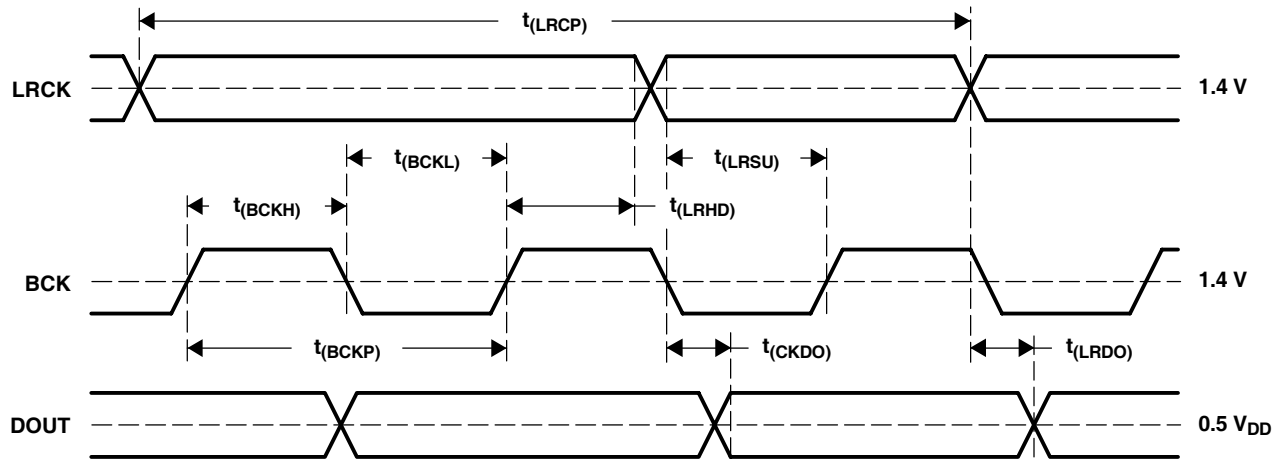 t(LRCP)
LRCK
1.4 V
t(BCKL)
t(LRSU)
t(BCKH)
t(LRHD)
BCK
1.4 V
t(BCKP)
t(CKDO)
t(LRDO)
DOUT
0.5 VDD